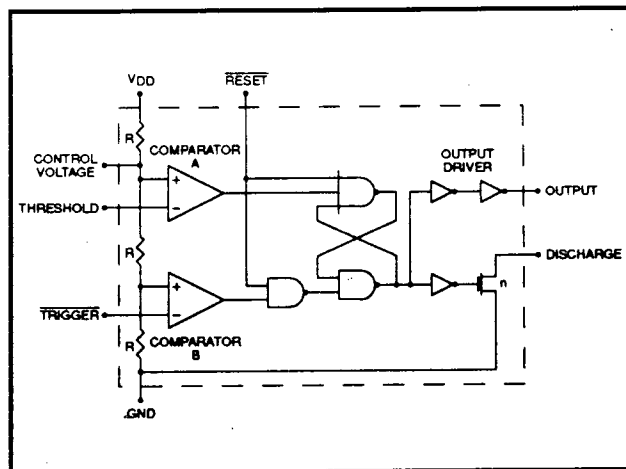 VDD
RESET
R
COMPARATOR
A
CONTROL
VOLTAGE
OUTPUT
DRIVER
+
OUTPUT
THRESHOLD
-
R
DISCHARGE
+
n
TRIGGER
-
R
COMPARATOR
B
GND